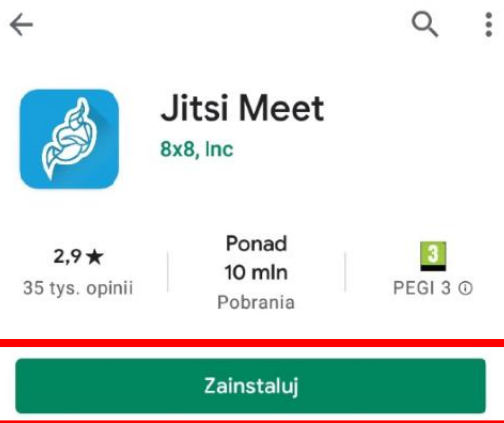 Jitsi Meet
8x8, Inc
2,9 ★
35 tys. opinii
Ponad
10 mln
Pobrania
3
PEGI 3
Zainstaluj